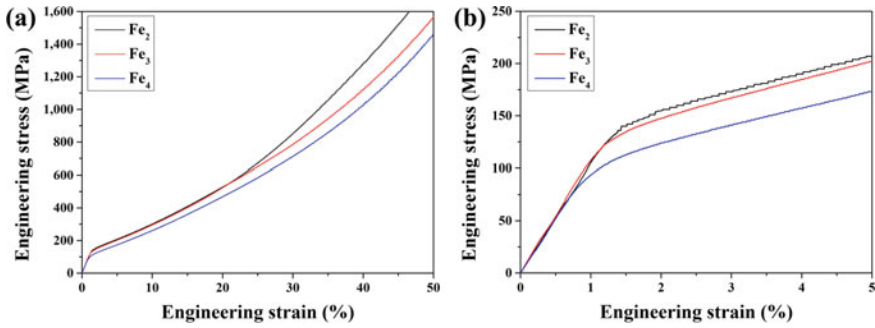 (a)
1,600
1,400
1,200
1,000
800
600
400
200
0
Engineering stress (MPa)
Fe2
Fe3
Fe4
0 10 20 30 40 50
Engineering strain (%)
(b)
250
200
150
100
50
0
Engineering stress (MPa)
Fe2
Fe3
Fe4
0 1 2 3 4 5
Engineering strain (%)